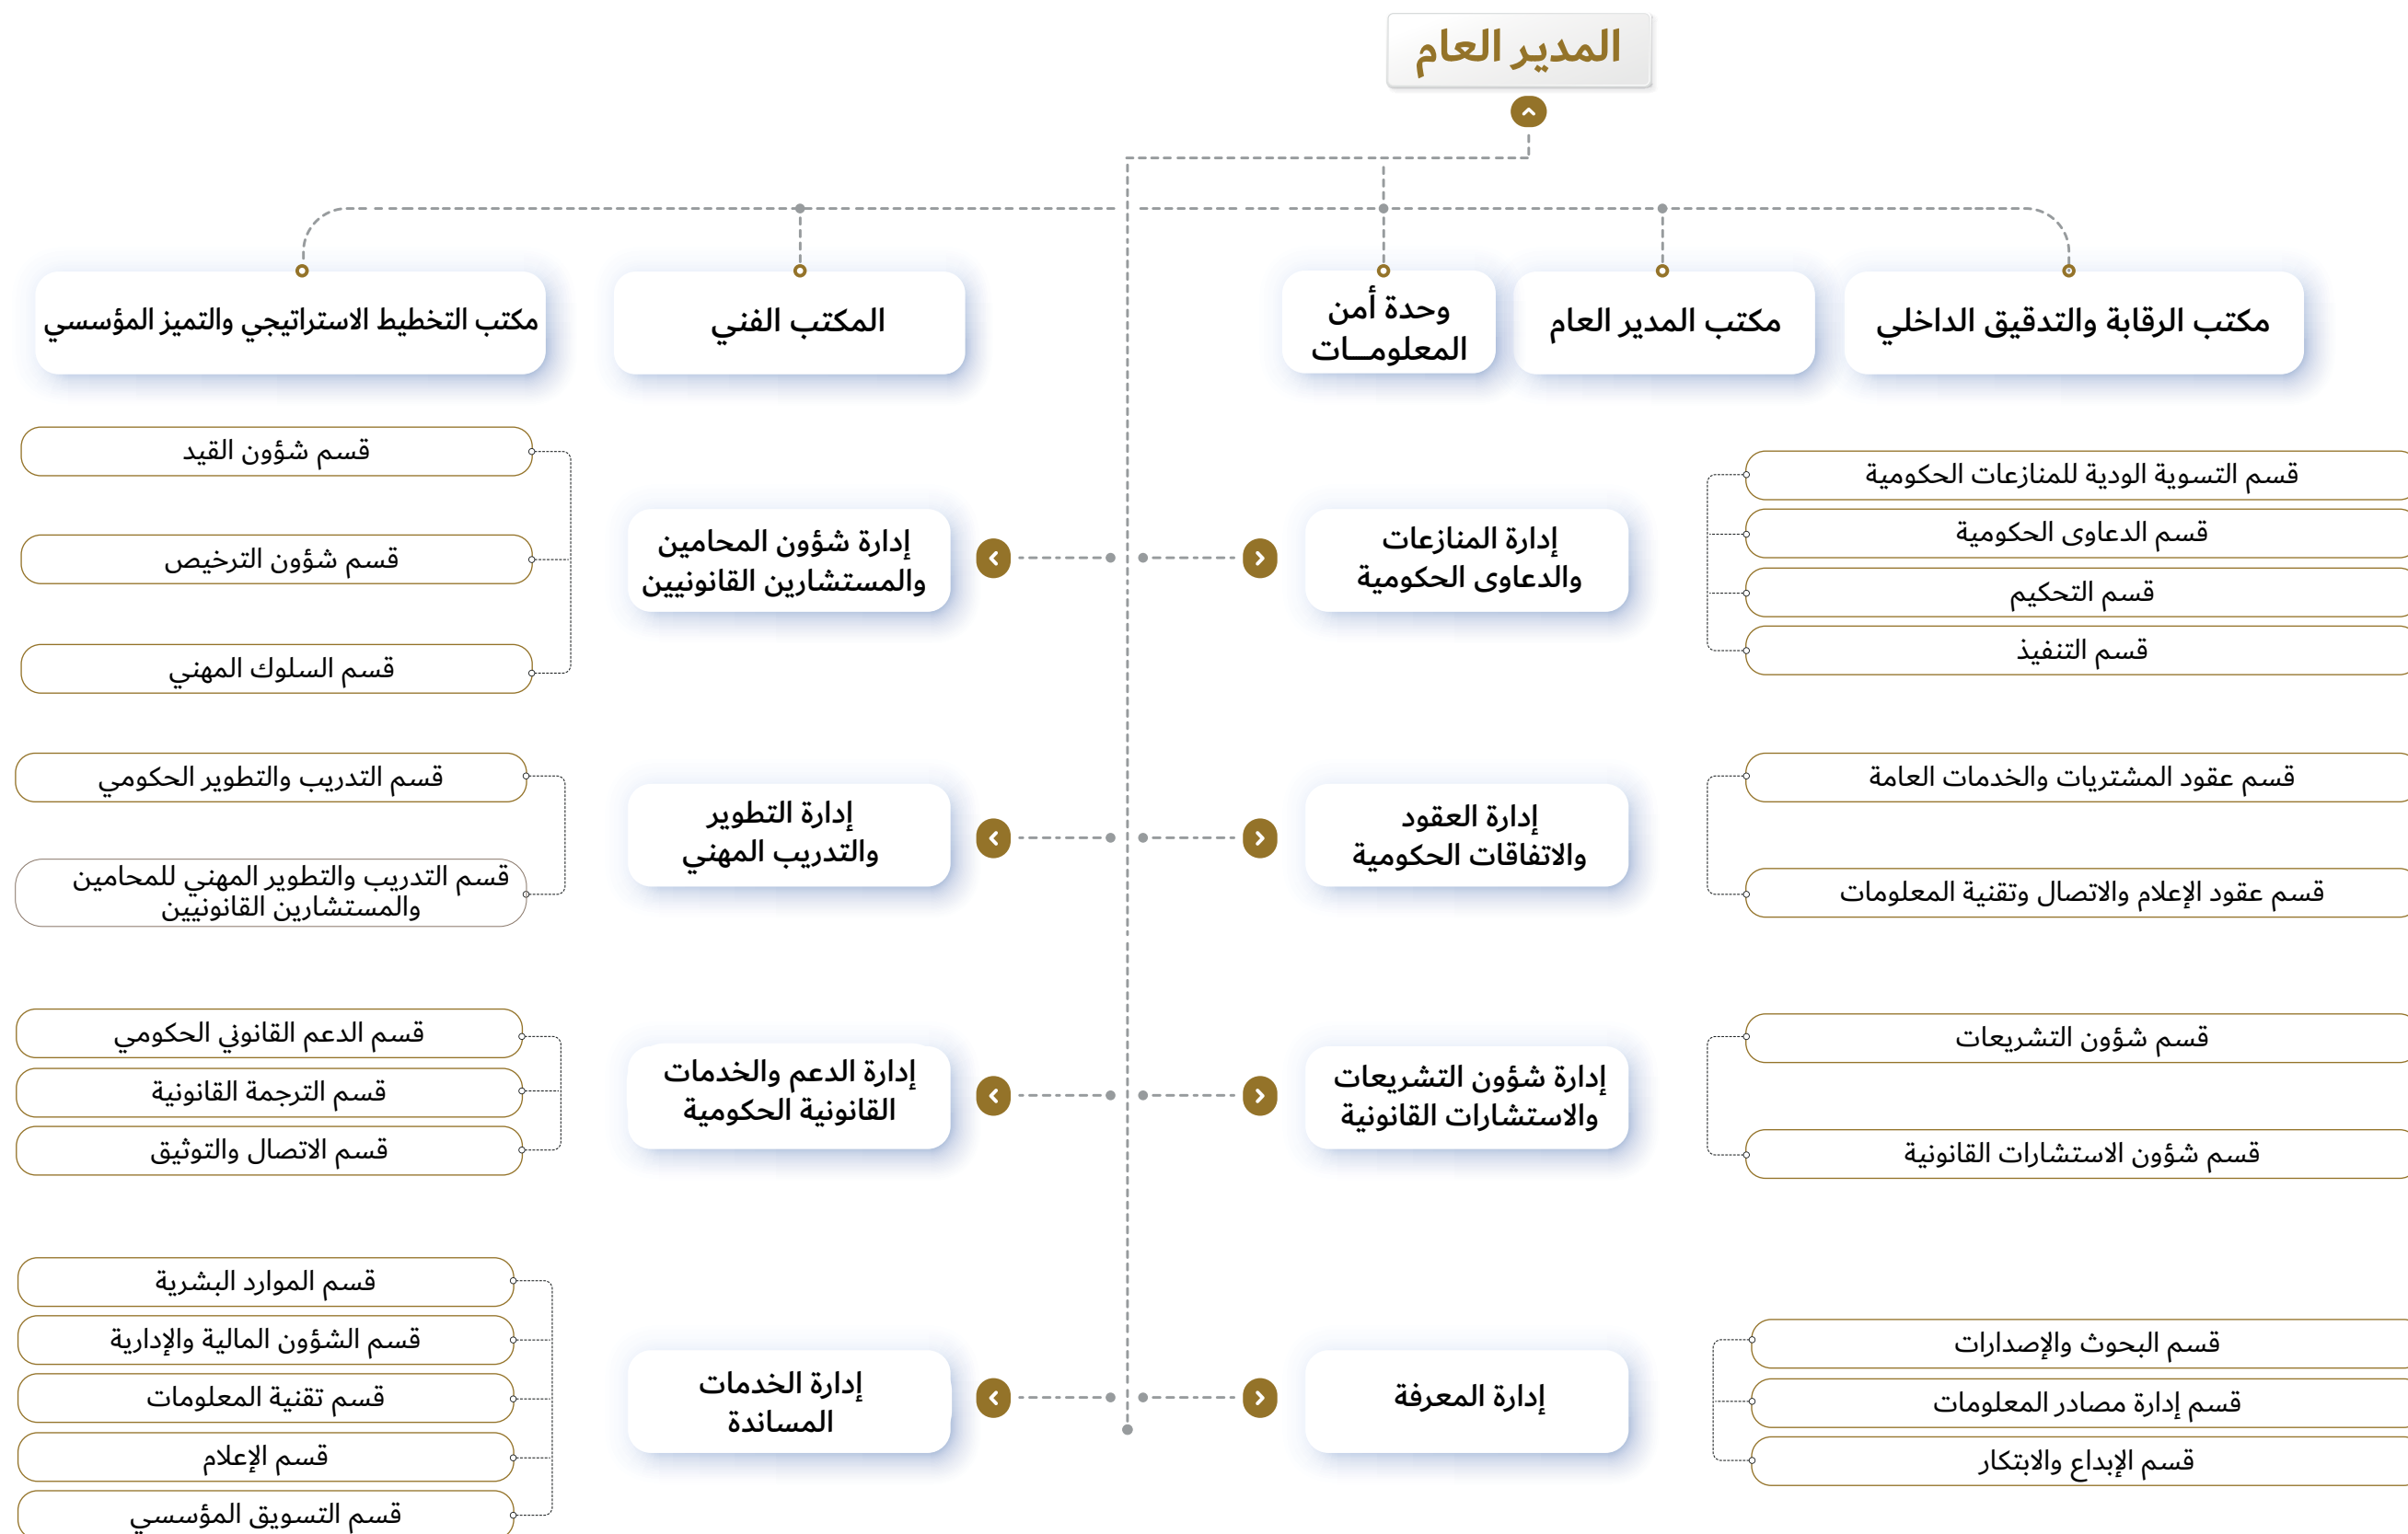 المدير العام
مكتب الرقابة والتدقيق الداخلي
مكتب المدير العام
وحدة أمن
المعلومـــات
المكتب الفني
مكتب التخطيط الاستراتيجي والتميز المؤسسي
إدارة المنازعات
والدعاوى الحكومية
قسم التسوية الودية للمنازعات الحكومية
قسم الدعاوى الحكومية
قسم التحكيم
قسم التنفيذ
إدارة شؤون المحامين
والمستشارين القانونيين
قسم شؤون القيد
قسم شؤون الترخيص
قسم السلوك المهني
إدارة العقود
والاتفاقات الحكومية
قسم عقود المشتريات والخدمات العامة
قسم عقود الإعلام والاتصال وتقنية المعلومات
إدارة التطوير
والتدريب المهني
قسم التدريب والتطوير الحكومي
قسم التدريب والتطوير المهني للمحامين
والمستشارين القانونيين
إدارة شؤون التشريعات
والاستشارات القانونية
قسم شؤون التشريعات
قسم شؤون الاستشارات القانونية
إدارة الدعم والخدمات
القانونية الحكومية
قسم الدعم القانوني الحكومي
قسم الترجمة القانونية
قسم الاتصال والتوثيق
إدارة المعرفة
قسم البحوث والإصدارات
قسم إدارة مصادر المعلومات
قسم الإبداع والابتكار
إدارة الخدمات
المساندة
قسم الموارد البشرية
قسم الشؤون المالية والإدارية
قسم تقنية المعلومات
قسم الإعلام
قسم التسويق المؤسسي